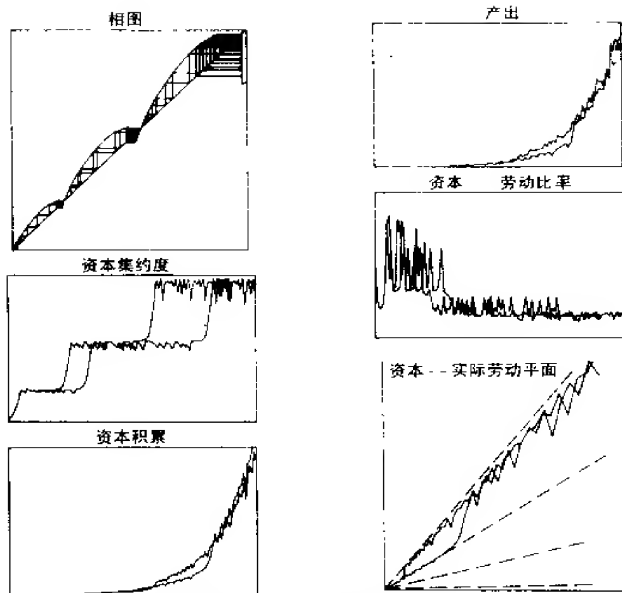 相图
产出
资本 劳动比率
资本集约度
资本--实际劳动平面
资本积累